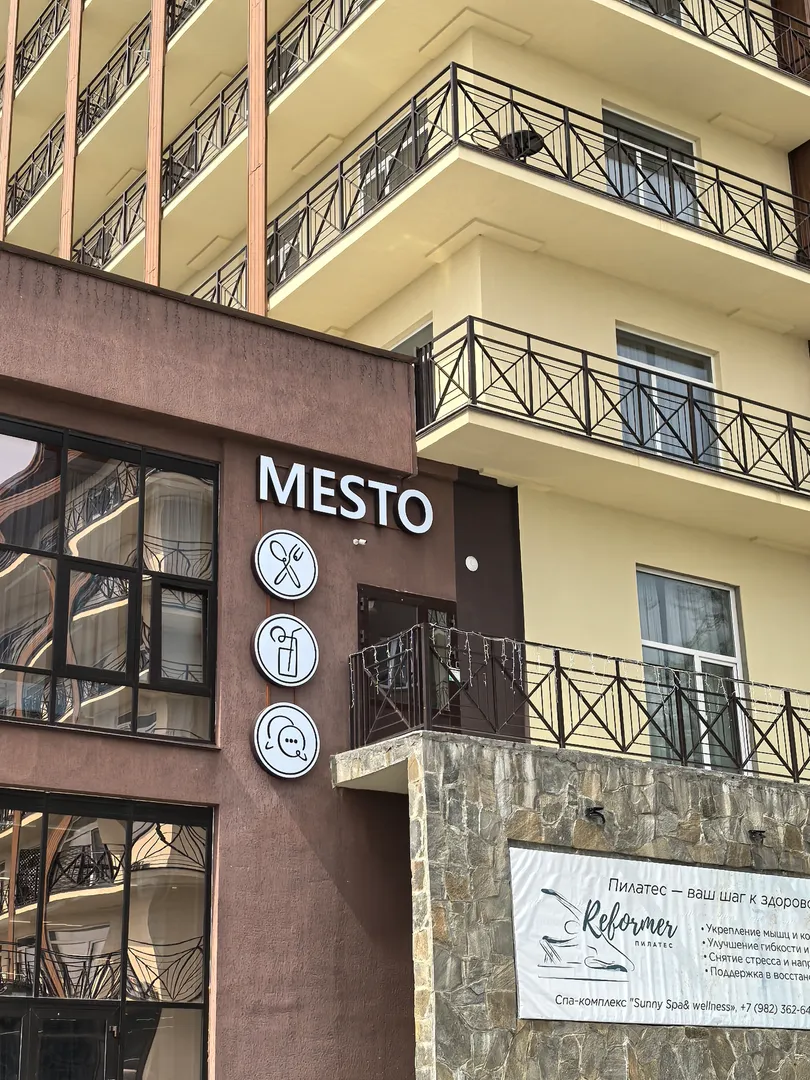 MESTO
Пилатес — ваш шаг к здоров
Reformer
ПИЛАТЕС
• Укрепление мышц и ко
• Улучшение гибкости и
• Снятие стресса и напр
• Поддержка в восстан
Спа-комплекс "Sunny Spa& wellness», +7 (982) 362-64